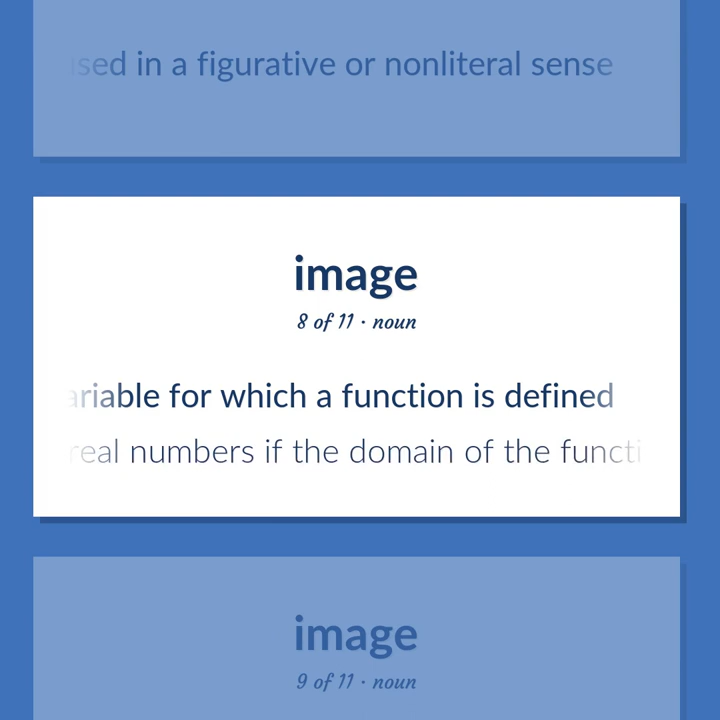 in a figurative or nonliteral sense
image
8 of 11 · noun
for which a function is defined
real numbers if the domain of the
image
9 of 11 · noun